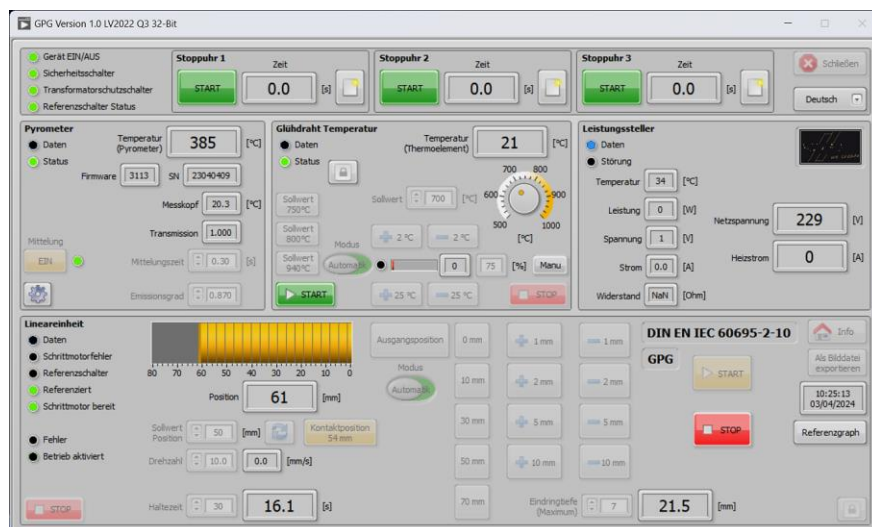 GPG Version 1.0 LV2022 Q3 32-Bit
Gerät EIN/AUS
Sicherheitsschalter
Transformatorschutzschalter
Referenzschalter Status
Stoppuhr 1
Zeit
START
0.0
[s]
Stoppuhr 2
Zeit
START
0.0
[s]
Stoppuhr 3
Zeit
START
0.0
[s]
Schließen
Deutsch
Pyrometer
Daten
Status
Temperatur
(Pyrometer)
385
[°C]
Firmware 3113 SN 23040409
Messkopf 20.3 [°C]
Transmission 1.000
Mittelung
EIN
Mittelungszeit 0.30 [s]
Emissionsgrad 0.870
Glühdraht Temperatur
Daten
Status
Temperatur
(Thermoelement)
21
[°C]
Sollwert
750°C
Sollwert
800°C
Sollwert
940°C
Sollwert 700 [°C]
500
600
700
800
900
1000
[°C]
Modus
Automatik
2 °C
2 °C
0
75
[%]
Manu.
START
25 °C
25 °C
STOP
Leistungssteller
Daten
Störung
Temperatur 34 [°C]
Leistung 0 [W]
Spannung 1 [V]
Strom 0.0 [A]
Widerstand NaN [Ohm]
Netzspannung 229 [V]
Heizstrom 0 [A]
Lineareinheit
Daten
Schrittmotorfehler
Referenzschalter
Referenziert
Schrittmotor bereit
Fehler
Betrieb aktiviert
STOP
80 70 60 50 40 30 20 10 0
Position 61 [mm]
Sollwert
Position
50
[mm]
Kontaktposition
54 mm
Drehzahl 10.0 0.0 [mm/s]
Haltezeit 30 16.1 [s]
Ausgangsposition
Modus
Automatik
0 mm
10 mm
30 mm
50 mm
70 mm
1 mm
2 mm
5 mm
10 mm
1 mm
2 mm
5 mm
10 mm
Eindringtiefe
(Maximum)
7
21.5
[mm]
DIN EN IEC 60695-2-10
GPG
START
STOP
Info
Als Bilddatei
exportieren
10:25:13
03/04/2024
Referenzgraph